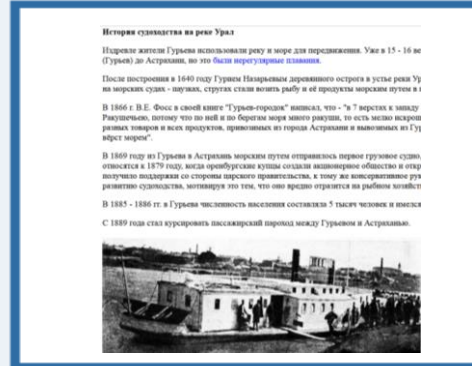 История судоходства на реке Урал
Издревле жители Гурьева использовали реку и море для передвижения. Уже в 15 - 16 ве
(Гурьев) до Астрахани, но это были нерегулярные плавания.
После построения в 1640 году Гурием Назарьевым деревянного острога в устье реки Ур
на морских судах - паузках, стругах стали возить рыбу и её продукты морским путем в
В 1866 г. В.Е. Фосс в своей книге "Гурьев-городок" написал, что - "в 7 верстах к западу
Ракушечьею, потому что по ней и по берегам моря много ракуши, то есть мелко искрош
разных товаров и всех продуктов, привозимых из города Астрахани и вывозимых из Гур
вёрст морем".
В 1869 году из Гурьева в Астрахань морским путем отправилось первое грузовое судно,
относятся к 1879 году, когда оренбургские купцы создали акционерное общество и откр
получило поддержки со стороны царского правительства, к тому же консервативное рук
развитию судоходства, мотивируя это тем, что оно вредно отразится на рыбном хозяйст
В 1885 - 1886 гг. в Гурьева численность населения составляла 5 тысяч человек и имелся
С 1889 года стал курсировать пассажирский пароход между Гурьевом и Астраханью.